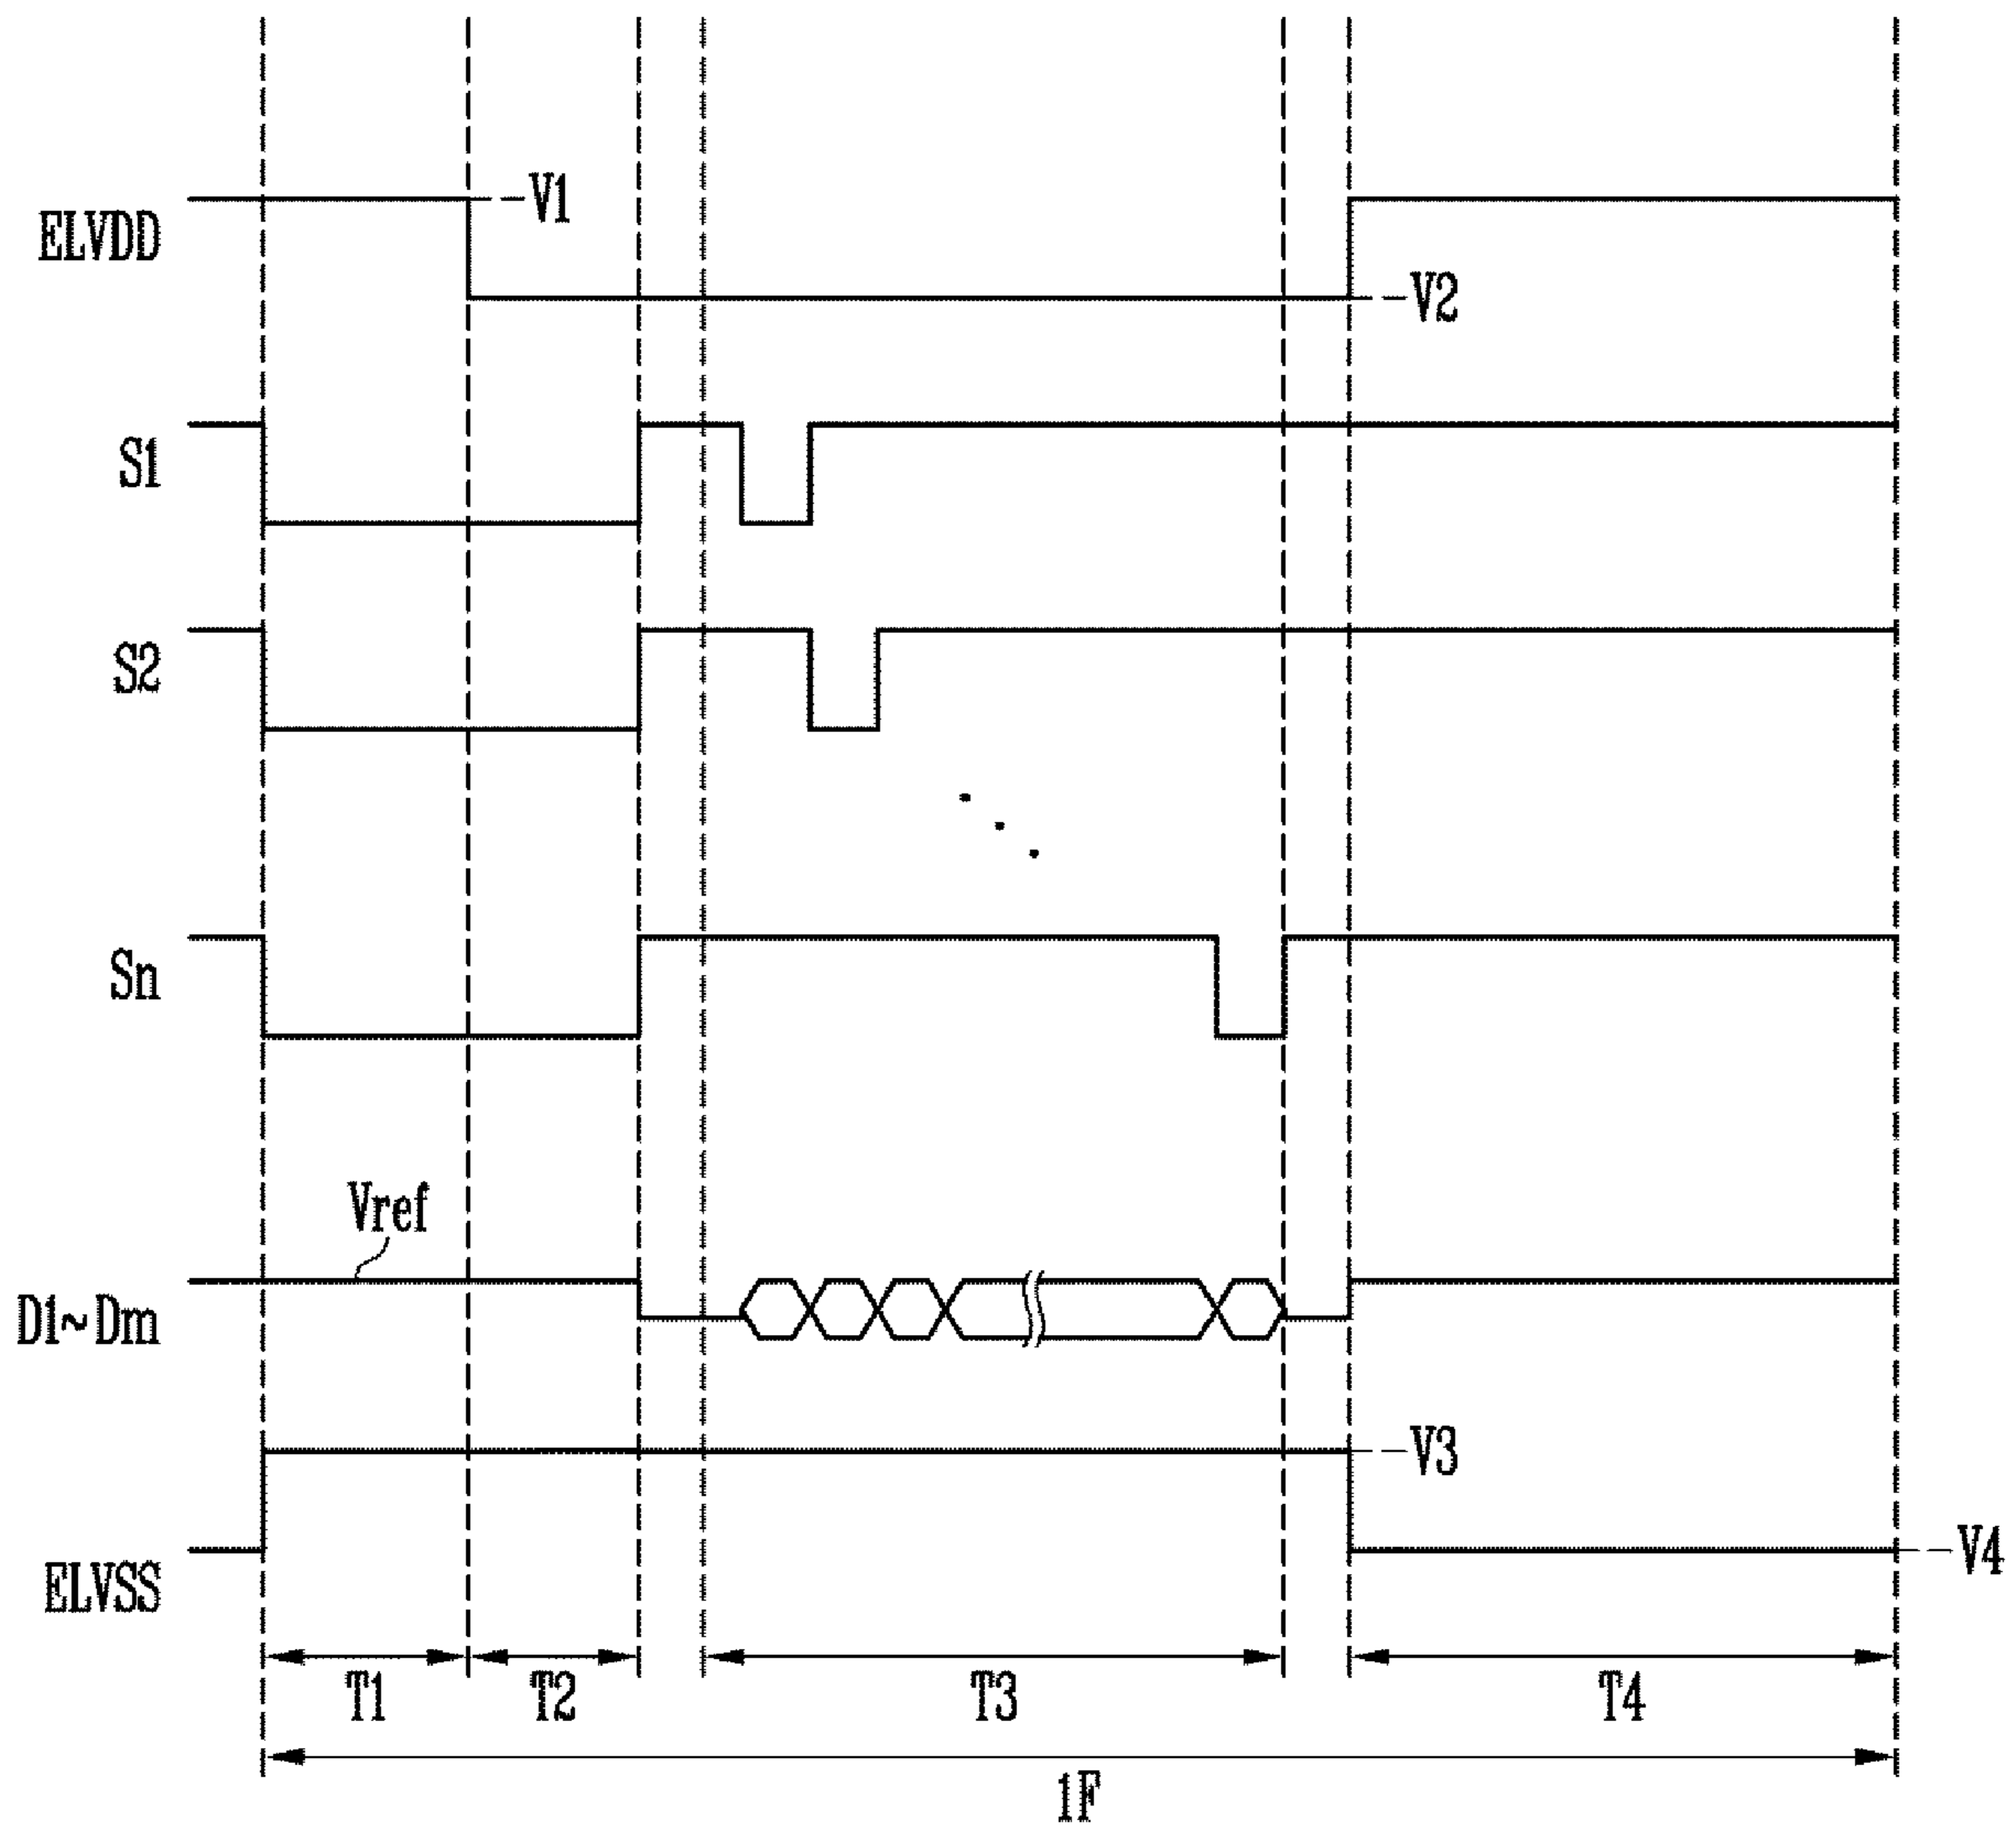 V1
ELVDD
V2
S1
S2
Sn
Vref
D1~Dm
V3
V4
ELVSS
T1 T2 T3 T4
1F